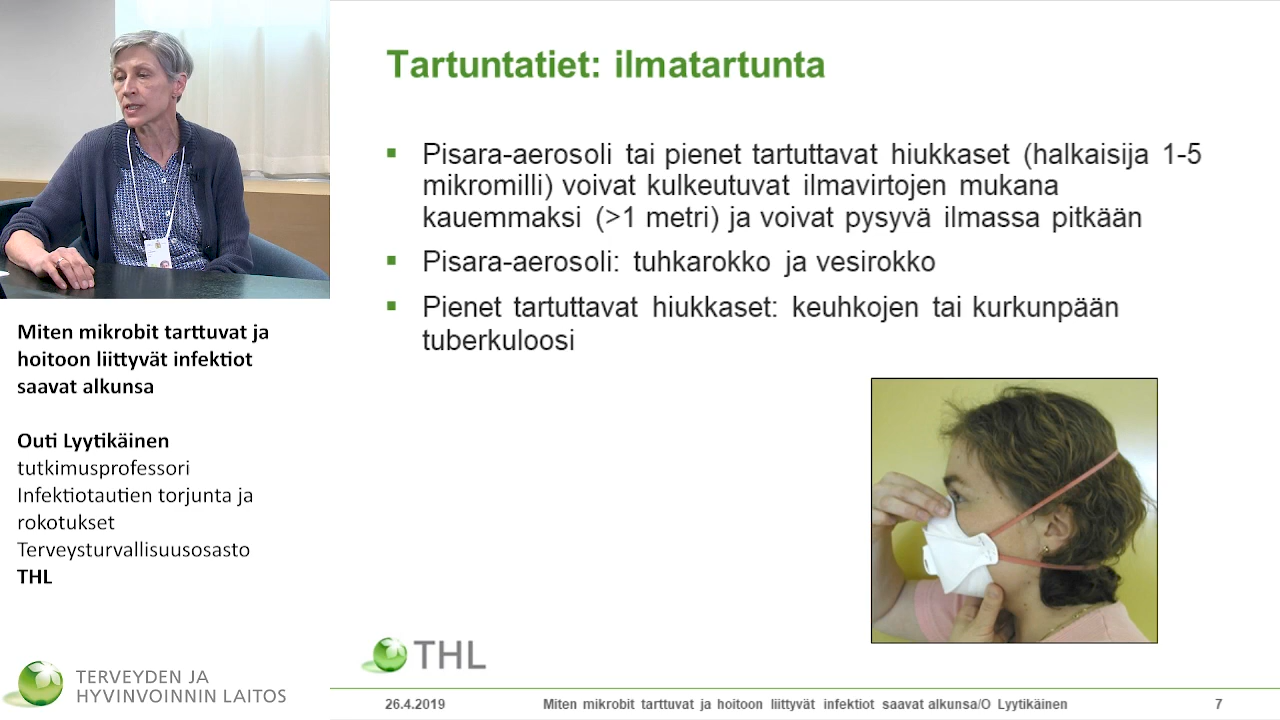 Tartuntatiet: ilmatartunta
Pisara-aerosoli tai pienet tartuttavat hiukkaset (halkaisija 1-5
mikromilli) voivat kulkeutuvat ilmavirtojen mukana
kauemmaksi (>1 metri) ja voivat pysyvä ilmassa pitkään
Pisara-aerosoli: tuhkarokko ja vesirokko
Pienet tartuttavat hiukkaset: keuhkojen tai kurkunpään
tuberkuloosi
Miten mikrobit tarttuvat ja
hoitoon liittyvät infektiot
saavat alkunsa
Outi Lyytikäinen
tutkimusprofessori
Infektiotautien torjunta ja
rokotukset
Terveysturvallisuusosasto
THL
TERVEYDEN JA
HYVINVOINNIN LAITOS
THL
26.4.2019 Miten mikrobit tarttuvat ja hoitoon liittyvät infektiot saavat alkunsa/O Lyytikäinen 7